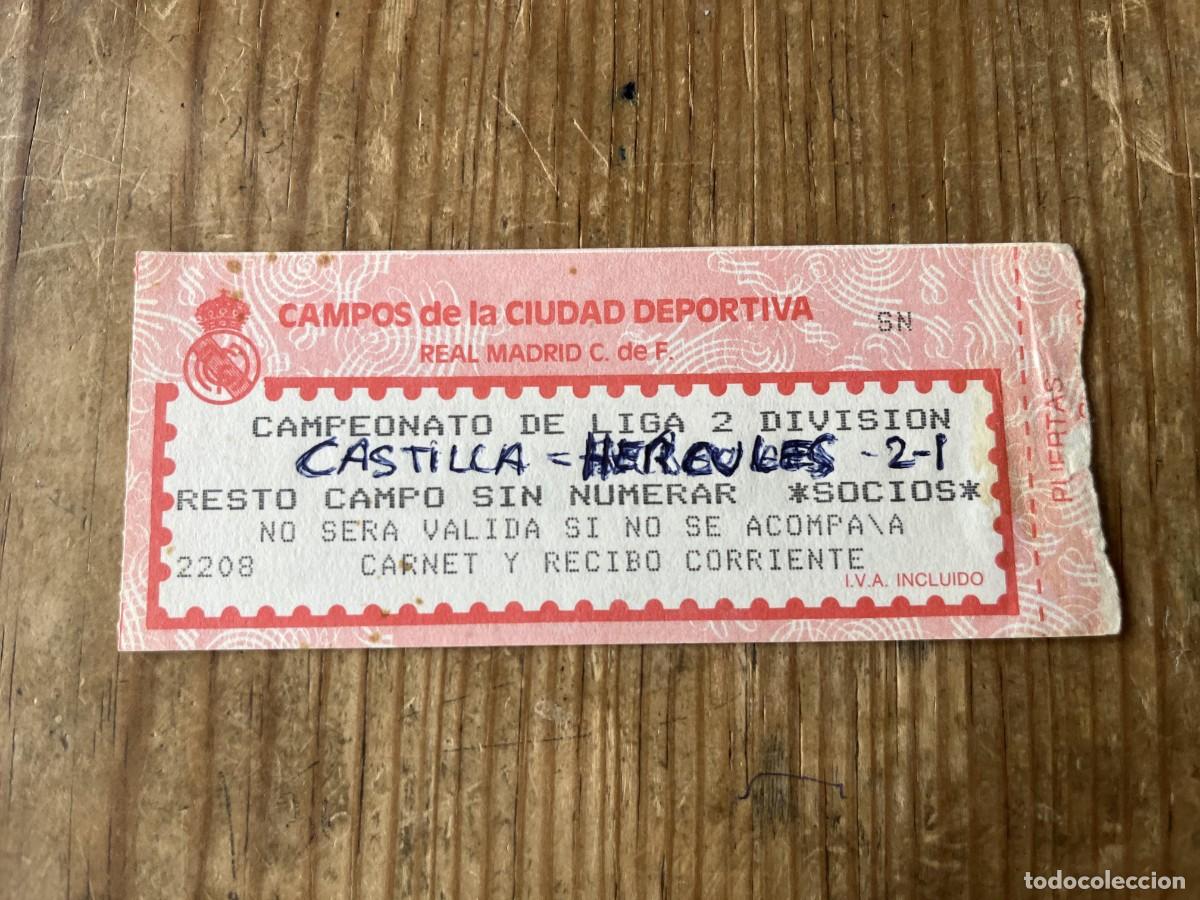 CAMPOS de la CIUDAD DEPORTIVA
SN
REAL MADRID C. de F.
CAMPEONATO DE LIGA 2 DIVISION
CASTILLA - HERCULES - 2-1
RESTO CAMPO SIN NUMERAR *SOCIOS*
NO SERA VALIDA SI NO SE ACOMPA\A
2208 CARNET Y RECIBO CORRIENTE
I.V.A. INCLUIDO
PUERTAS
todocoleccion